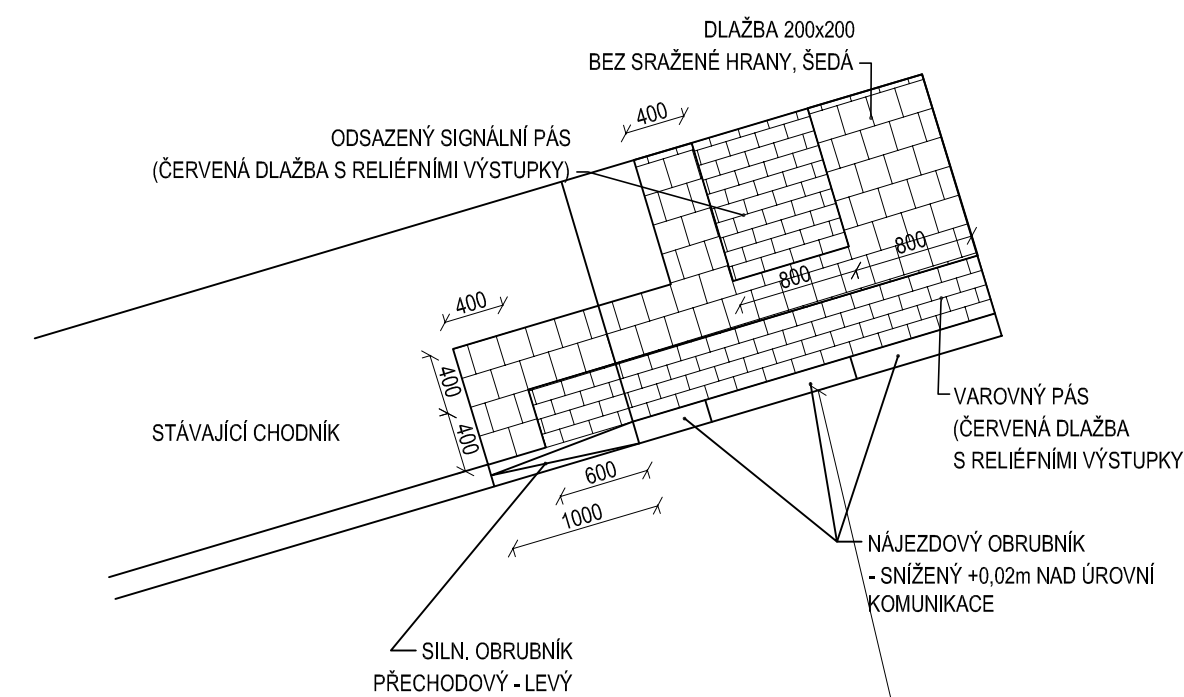 DLAŽBA 200x200
BEZ SRAŽENÉ HRANY, ŠEDÁ
400
ODSAZENÝ SIGNÁLNÍ PÁS
(ČERVENÁ DLAŽBA S RELIÉFNÍMI VÝSTUPKY)
800
800
400
400
400
STÁVAJÍCÍ CHODNÍK
VAROVNÝ PÁS
(ČERVENÁ DLAŽBA
S RELIÉFNÍMI VÝSTUPKY
600
1000
NÁJEZDOVÝ OBRUBNÍK
- SNÍŽENÝ +0,02m NAD ÚROVNÍ
KOMUNIKACE
SILN. OBRUBNÍK
PŘECHODOVÝ - LEVÝ